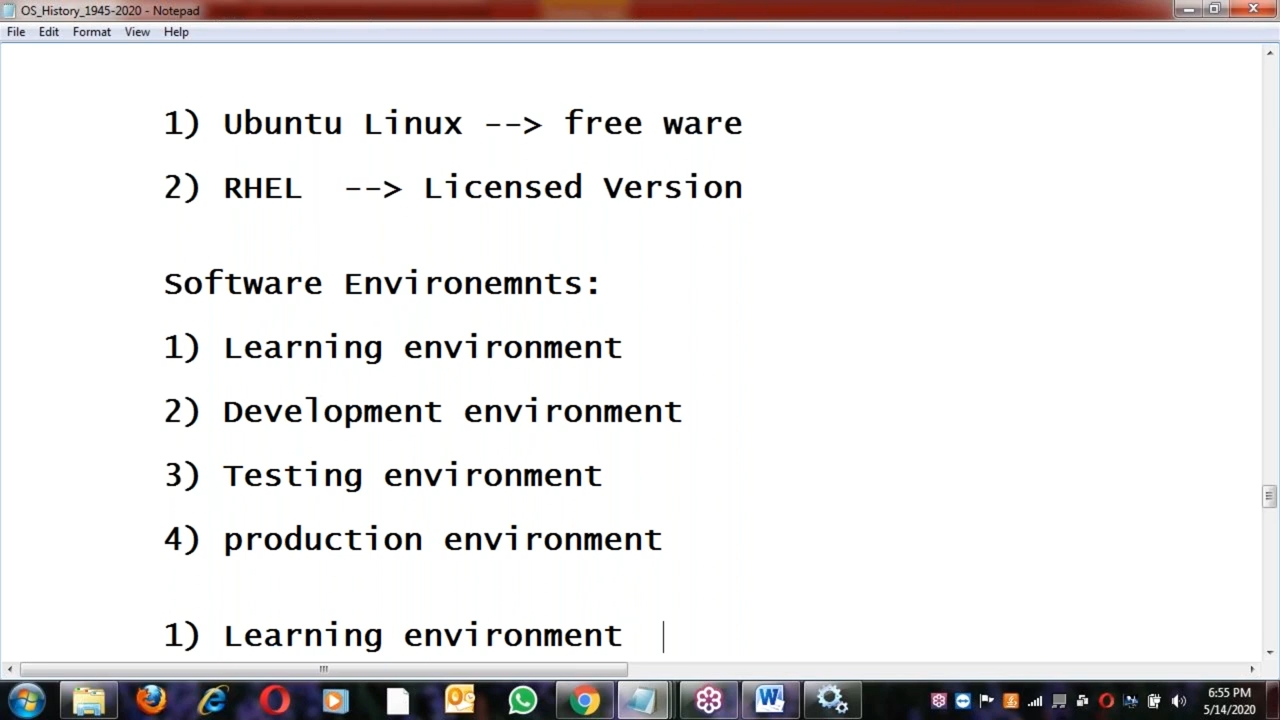 OS_History_1945-2020 - Notepad
File Edit Format View Help
1) Ubuntu Linux --> free ware
2) RHEL --> Licensed Version
Software Environemnts:
1) Learning environment
2) Development environment
3) Testing environment
4) production environment
1) Learning environment
6:55 PM
5/14/2020